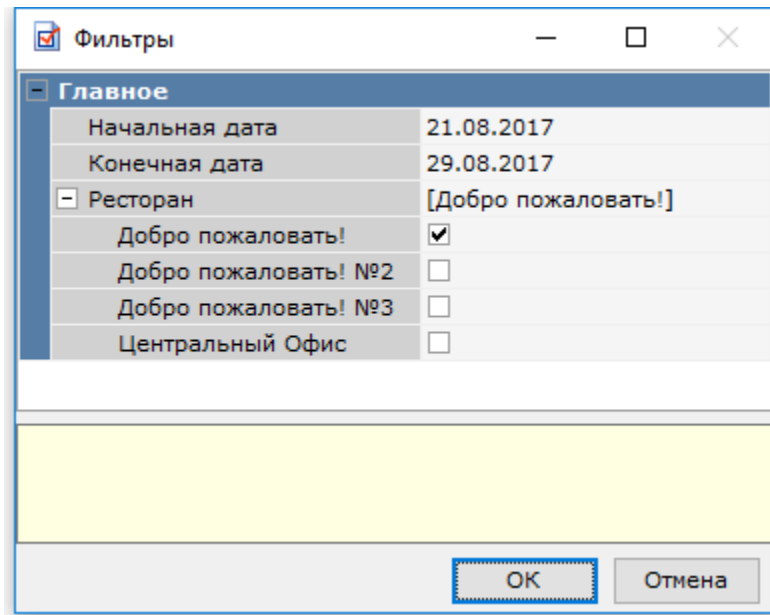 Фильтры
Главное
Начальная дата 21.08.2017
Конечная дата 29.08.2017
Ресторан [Добро пожаловать!]
Добро пожаловать!
Добро пожаловать! №2
Добро пожаловать! №3
Центральный Офис
OK Отмена